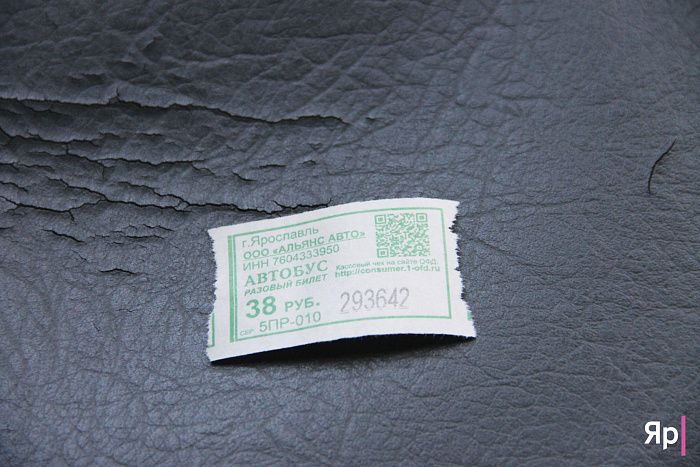 г.Ярославль
ООО «АЛЬЯНС АВТО»
ИНН 7604333950
АВТОБУС
РАЗОВЫЙ БИЛЕТ
Кассовый чек на сайте ОФД:
http://consumer.1-ofd.ru
38 РУБ.
293642
СЕР. 5ПР-010
Яр